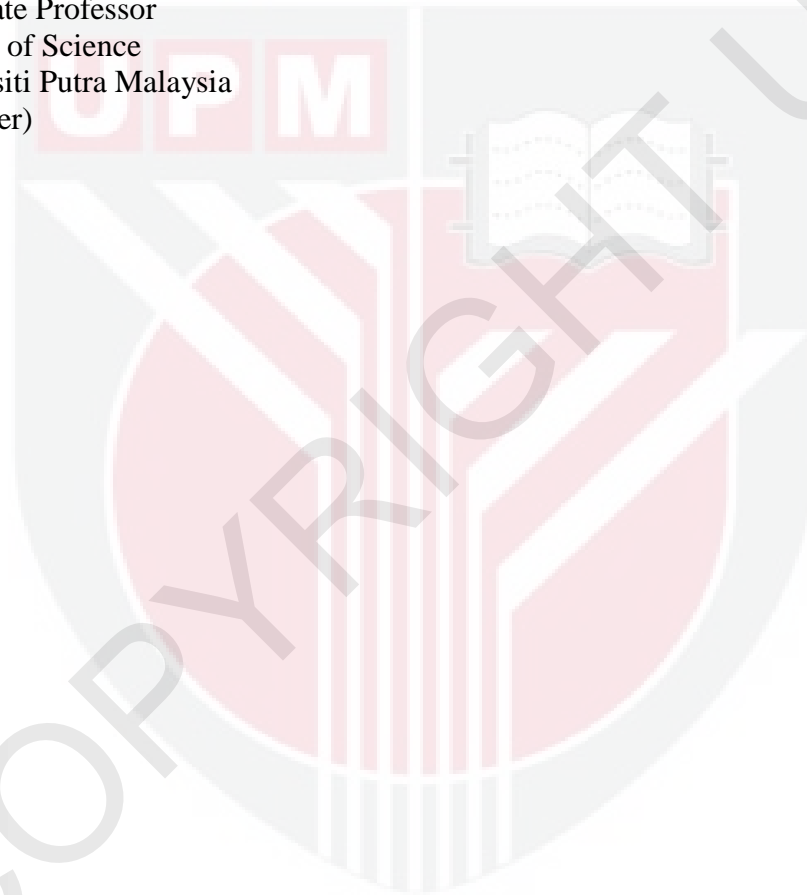 ate Professor
of Science
siti Putra Malaysia
er)
UPM
COPYRIGHT U